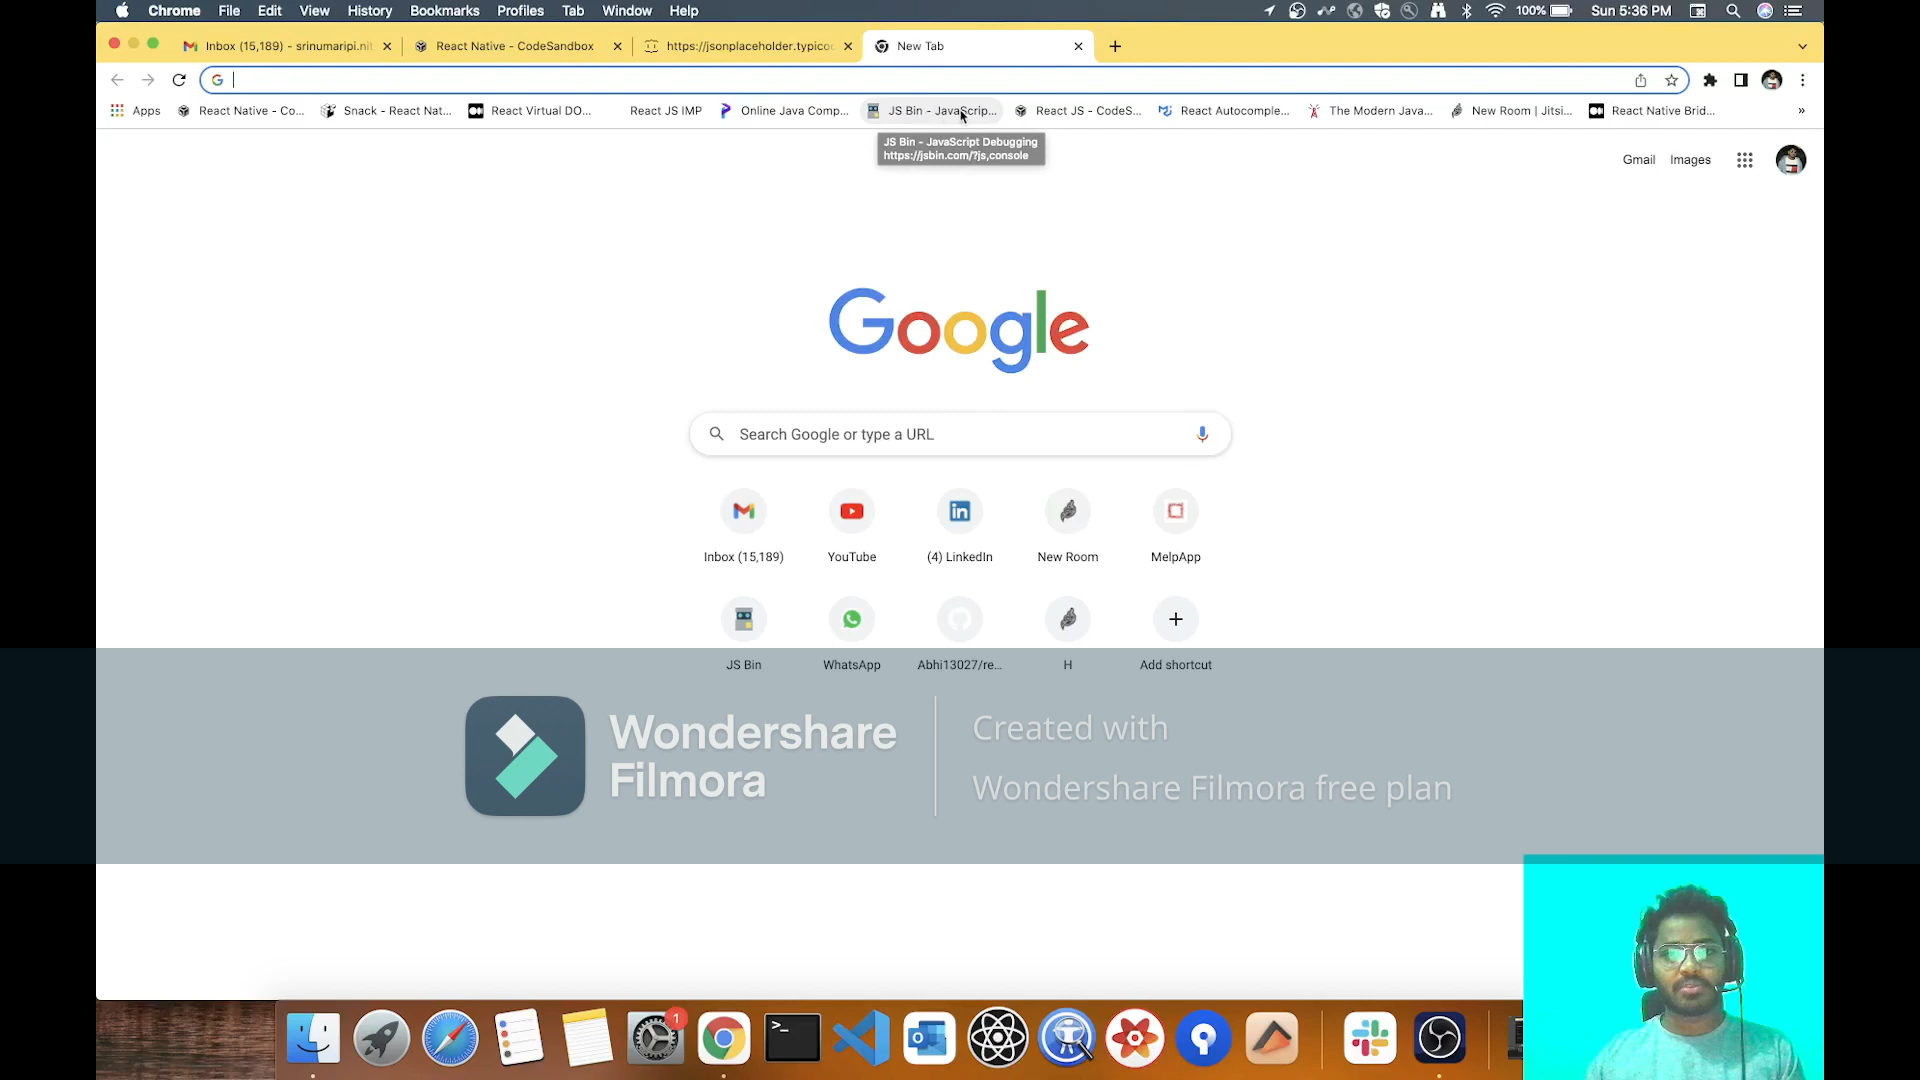 Chrome File Edit View History Bookmarks Profiles Tab Window Help 100% Sun 5:36 PM
Inbox (15,189) - srinumaripi.nit React Native - CodeSandbox https://jsonplaceholder.typico New Tab
Apps React Native - Co... Snack - React Nat... React Virtual DO... React JS IMP Online Java Comp... JS Bin - JavaScrip... React JS - CodeS... React Autocomple... The Modern Java... New Room | Jitsi... React Native Brid... »
JS Bin - JavaScript Debugging
https://jsbin.com/?js,console
Gmail Images
Google
Search Google or type a URL
Inbox (15,189) YouTube (4) LinkedIn New Room MelpApp
JS Bin WhatsApp Abhi13027/re... H Add shortcut
Wondershare
Filmora
Created with
Wondershare Filmora free plan
1